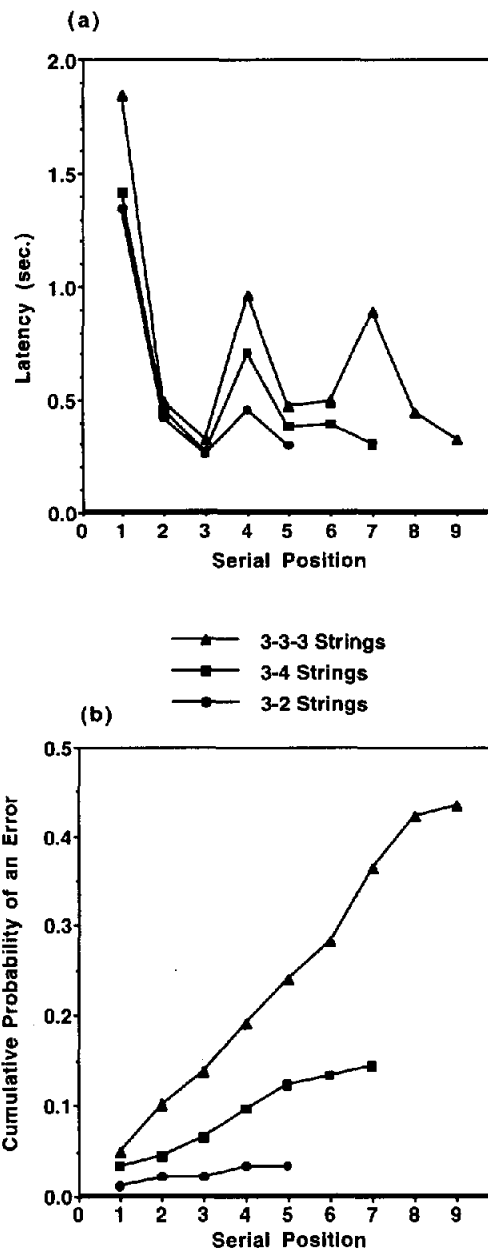 (a)
2.0
1.5
1.0
0.5
0.0
Latency (sec.)
0 1 2 3 4 5 6 7 8 9
Serial Position
3-3-3 Strings
3-4 Strings
3-2 Strings
(b)
0.5
0.4
0.3
0.2
0.1
0.0
Cumulative Probability of an Error
0 1 2 3 4 5 6 7 8 9
Serial Position